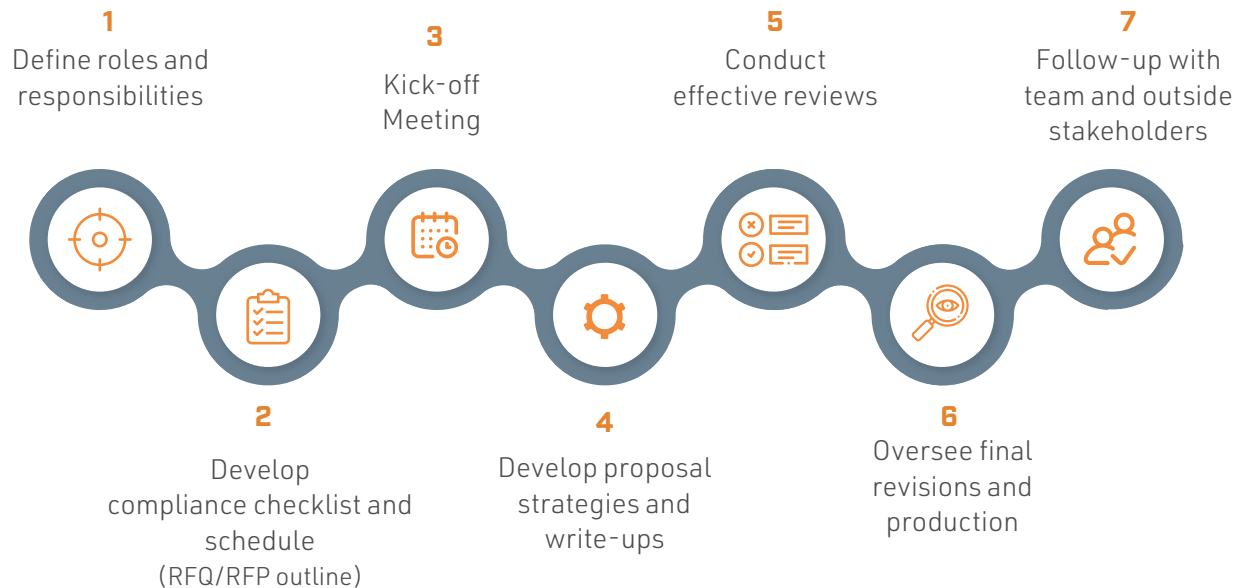 1
Define roles and
responsibilities
2
Develop
compliance checklist and
schedule
(RFQ/RFP outline)
3
Kick-off
Meeting
4
Develop proposal
strategies and
write-ups
5
Conduct
effective reviews
6
Oversee final
revisions and
production
7
Follow-up with
team and outside
stakeholders